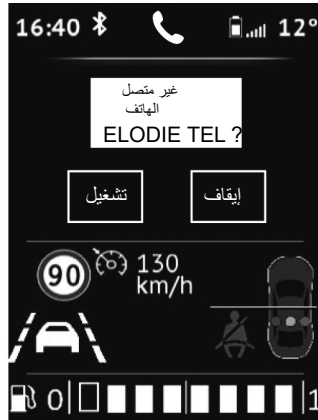 16:40 12°
غير متصل
الهاتف
ELODIE TEL ?
تشغيل إيقاف
90 130
km/h
0 1